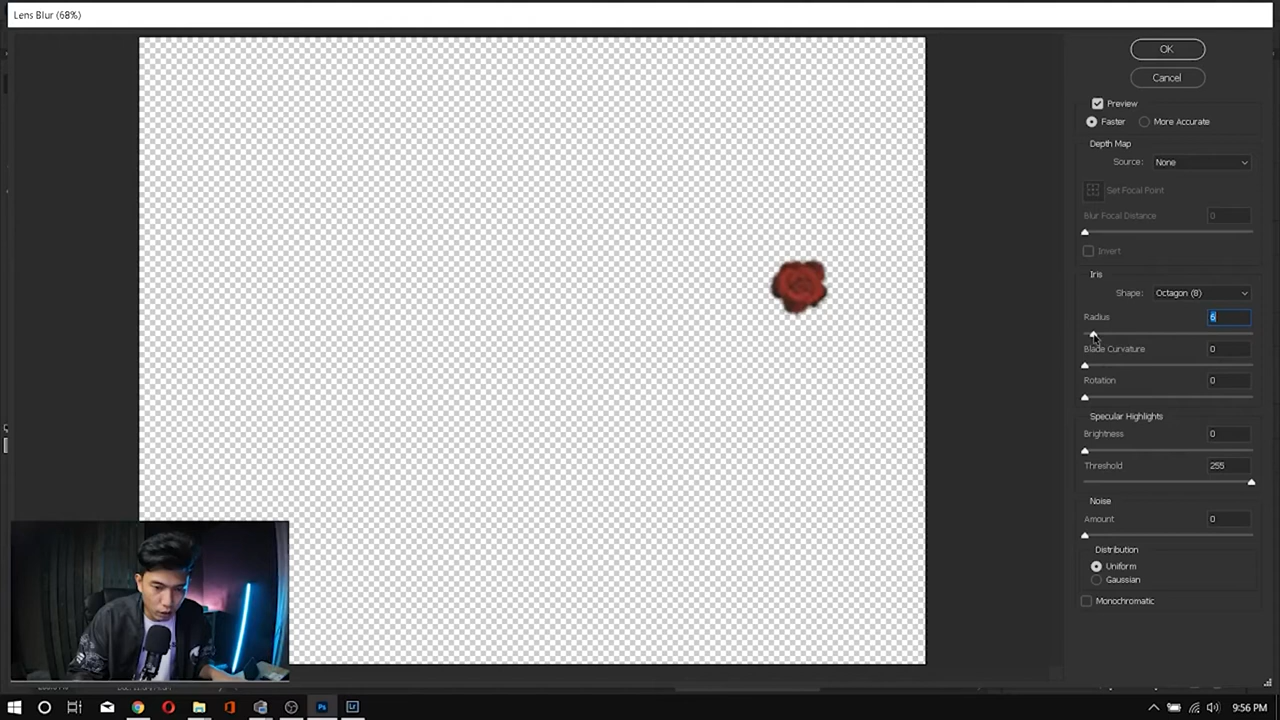 Lens Blur (68%)
OK
Cancel
Preview
Faster
More Accurate
Depth Map
Source: None
Set Focal Point
Blur Focal Distance 0
Invert
Iris
Shape: Octagon (8)
Radius 6
Blade Curvature 0
Rotation 0
Specular Highlights
Brightness 0
Threshold 255
Noise
Amount 0
Distribution
Uniform
Gaussian
Monochromatic
Ps
9:56 PM